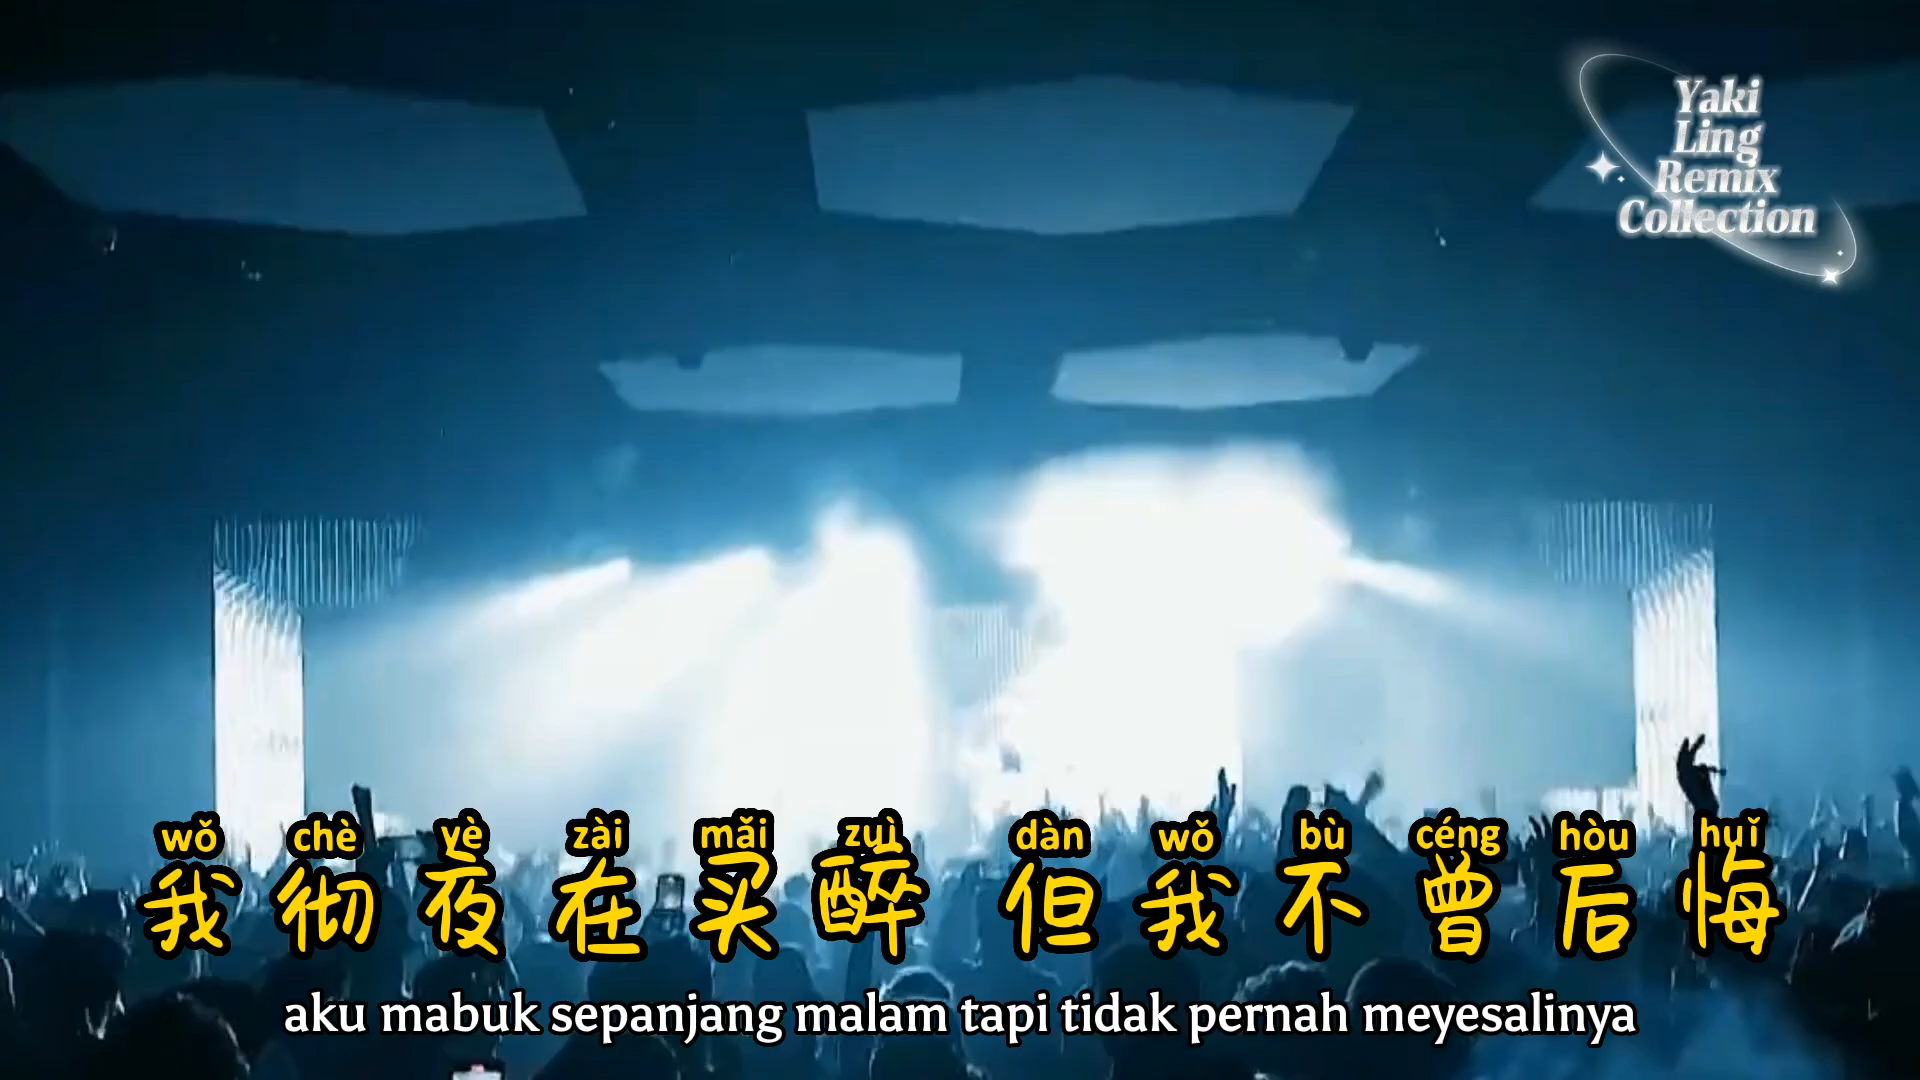 Yaki
Ling
Remix
Collection
wǒ chè yè zài mǎi zuì dàn wǒ bù céng hòu huǐ
我彻夜在买醉 但我不曾后悔
aku mabuk sepanjang malam tapi tidak pernah meyesalinya